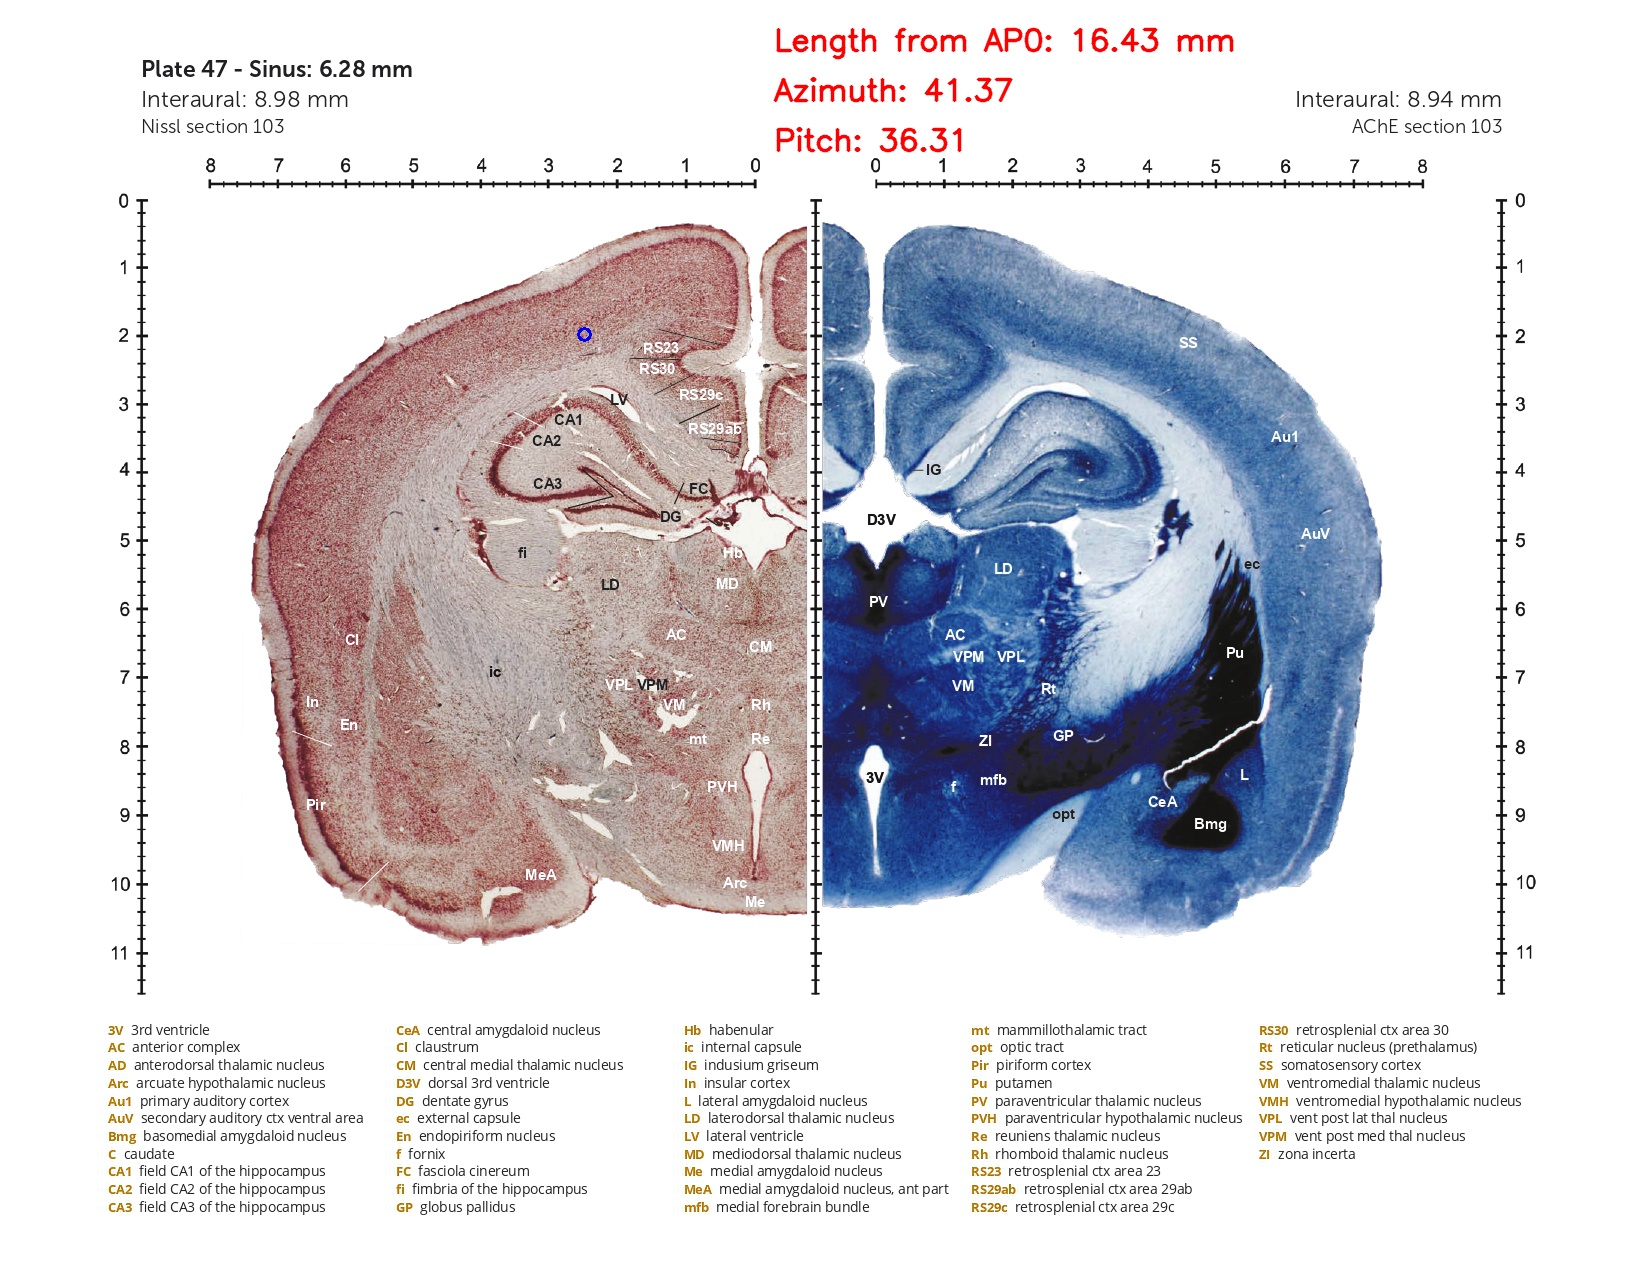 Length from AP0: 16.43 mm
Plate 47 - Sinus: 6.28 mm
Azimuth: 41.37
Interaural: 8.98 mm
Interaural: 8.94 mm
Nissl section 103
AChE section 103
Pitch: 36.31
8 7 6 5 4 3 2 1 0
0 1 2 3 4 5 6 7 8
0
1
2
3
4
5
6
7
8
9
10
11
0
1
2
3
4
5
6
7
8
9
10
11
RS23
RS30
RS29c
RS29ab
LV
CA1
CA2
CA3
FC
DG
fi
Hb
LD
MD
AC
CM
Cl
ic
VPL VPM
VM
Rh
In
En
mt
Re
PVH
Pir
VMH
MeA
Arc
Me
SS
Au1
IG
D3V
AuV
ec
LD
PV
AC
VPM
VPL
Pu
VM
Rt
GP
ZI
3V
f
mfb
L
CeA
opt
Bmg
3V 3rd ventricle
AC anterior complex
AD anterodorsal thalamic nucleus
Arc arcuate hypothalamic nucleus
Au1 primary auditory cortex
AuV secondary auditory ctx ventral area
Bmg basomedial amygdaloid nucleus
C caudate
CA1 field CA1 of the hippocampus
CA2 field CA2 of the hippocampus
CA3 field CA3 of the hippocampus
CeA central amygdaloid nucleus
Cl claustrum
CM central medial thalamic nucleus
D3V dorsal 3rd ventricle
DG dentate gyrus
ec external capsule
En endopiriform nucleus
f fornix
FC fasciola cinereum
fi fimbria of the hippocampus
GP globus pallidus
Hb habenular
ic internal capsule
IG indusium griseum
In insular cortex
L lateral amygdaloid nucleus
LD laterodorsal thalamic nucleus
LV lateral ventricle
MD mediodorsal thalamic nucleus
Me medial amygdaloid nucleus
MeA medial amygdaloid nucleus, ant part
mfb medial forebrain bundle
mt mammillothalamic tract
opt optic tract
Pir piriform cortex
Pu putamen
PV paraventricular thalamic nucleus
PVH paraventricular hypothalamic nucleus
Re reuniens thalamic nucleus
Rh rhomboid thalamic nucleus
RS23 retrosplenial ctx area 23
RS29ab retrosplenial ctx area 29ab
RS29c retrosplenial ctx area 29c
RS30 retrosplenial ctx area 30
Rt reticular nucleus (prethalamus)
SS somatosensory cortex
VM ventromedial thalamic nucleus
VMH ventromedial hypothalamic nucleus
VPL vent post lat thal nucleus
VPM vent post med thal nucleus
ZI zona incerta